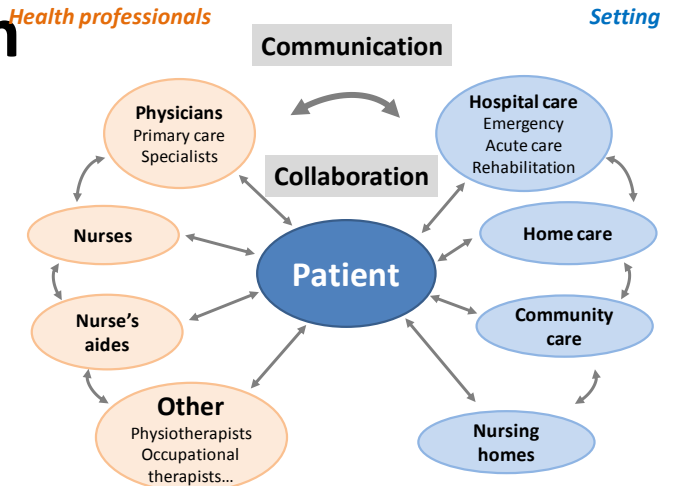 Health professionals
Setting
n
Communication
Physicians
Primary care
Specialists
Hospital care
Emergency
Acute care
Rehabilitation
Collaboration
Nurses
Home care
Patient
Nurse's
aides
Community
care
Other
Physiotherapists
Occupational
therapists…
Nursing
homes